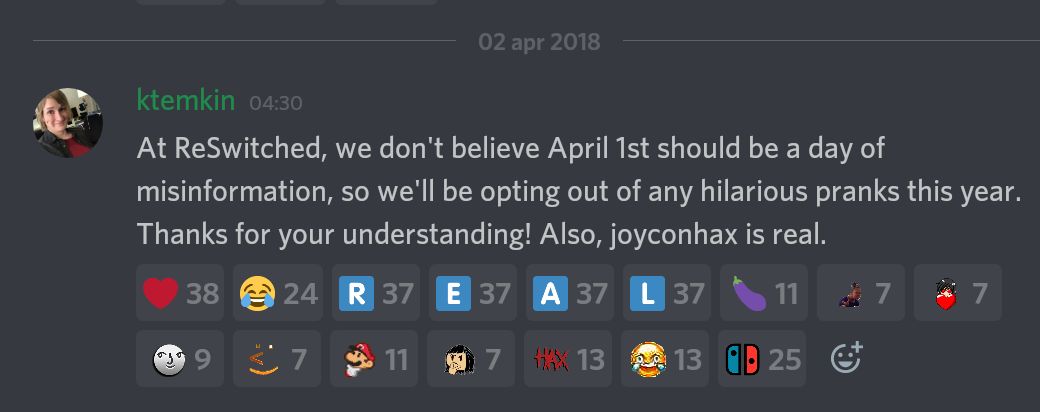 02 apr 2018
ktemkin 04:30
At ReSwitched, we don't believe April 1st should be a day of
misinformation, so we'll be opting out of any hilarious pranks this year.
Thanks for your understanding! Also, joyconhax is real.
38 24 R 37 E 37 A 37 L 37 11 7 7
9 7 11 7 HAX 13 13 25